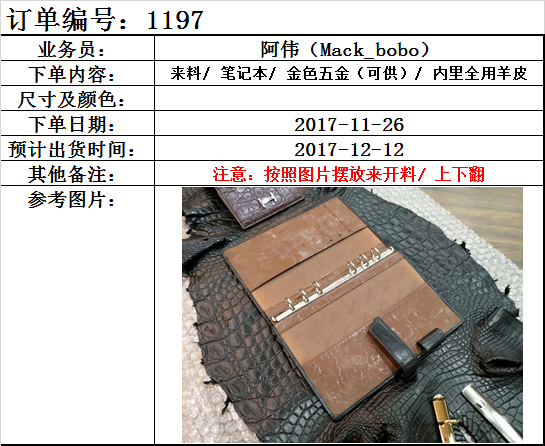 订单编号：1197
业务员： 阿伟（Mack_bobo）
下单内容： 来料/ 笔记本/ 金色五金（可供）/ 内里全用羊皮
尺寸及颜色：
下单日期： 2017-11-26
预计出货时间： 2017-12-12
其他备注： 注意：按照图片摆放来开料/ 上下翻
参考图片：